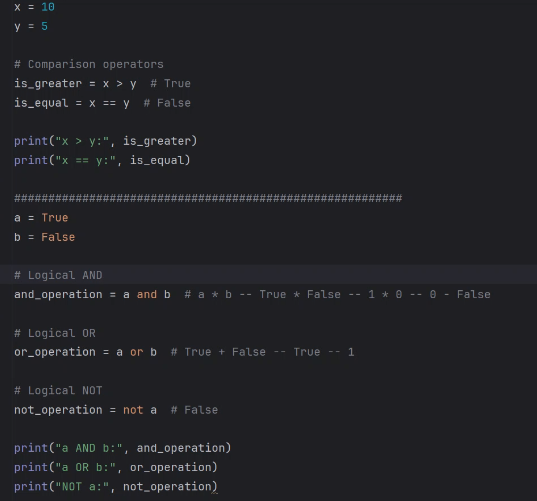 x = 10
y = 5
# Comparison operators
is_greater = x > y  # True
is_equal = x == y  # False
print("x > y:", is_greater)
print("x == y:", is_equal)
#########################################################
a = True
b = False
# Logical AND
and_operation = a and b  # a * b -- True * False -- 1 * 0 -- 0 - False
# Logical OR
or_operation = a or b  # True + False -- True -- 1
# Logical NOT
not_operation = not a  # False
print("a AND b:", and_operation)
print("a OR b:", or_operation)
print("NOT a:", not_operation)